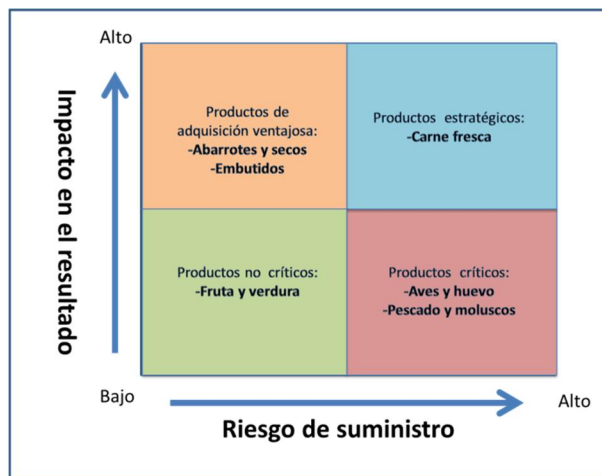 Alto
Impacto en el resultado
Productos de
adquisición ventajosa:
-Abarrotes y secos
-Embutidos
Productos estratégicos:
-Carne fresca
Productos no críticos:
-Fruta y verdura
Productos críticos:
-Aves y huevo
-Pescado y moluscos
Bajo
Alto
Riesgo de suministro